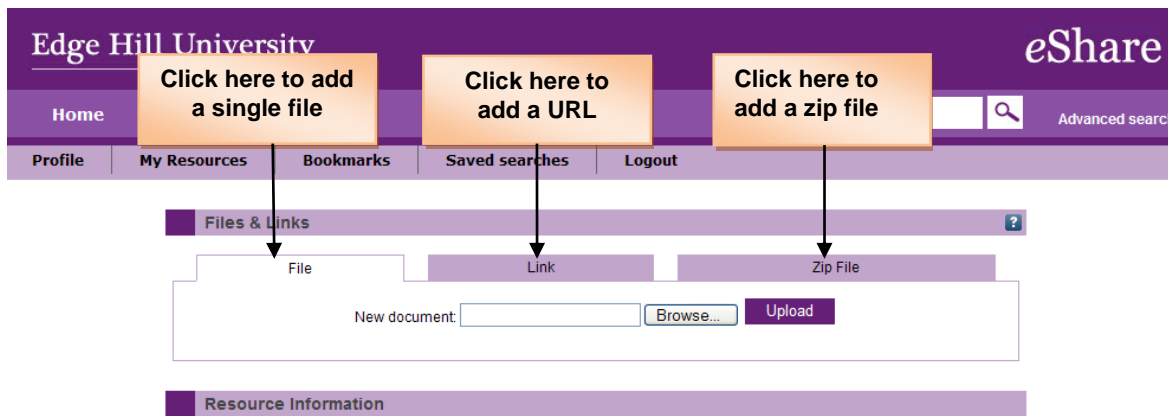 Edge Hill University
eShare
Click here to add
a single file
Click here to
add a URL
Click here to
add a zip file
Home
Advanced
Profile
My Resources
Bookmarks
Saved searches
Logout
Files & Links
?
File
Link
Zip File
New document:
Browse...
Upload
Resource Information